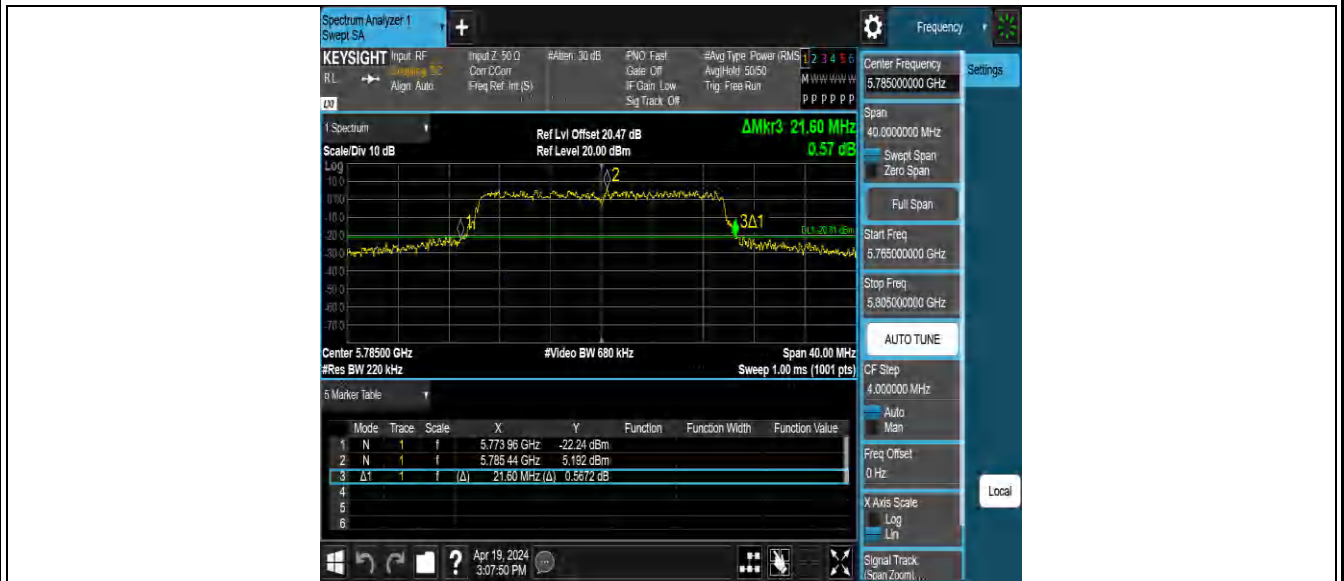 Spectrum Analyzer 1
Swept SA
+
Frequency
KEYSIGHT
Input: RF
Input Z: 50 Ω
#Atten: 30 dB
PNO: Fast
#Avg Type: Power (RMS
1 2 3 4 5 6
RL
Corr CCorr
Gate: Off
Avg|Hold: 50/50
M W W W W W
Align: Auto
Freq Ref: Int (S)
IF Gain: Low
Trig: Free Run
Sig Track: Off
P P P P P P
LXI
Center Frequency
5.785000000 GHz
Settings
Span
40.0000000 MHz
Swept Span
Zero Span
Full Span
Start Freq
5.765000000 GHz
Stop Freq
5.805000000 GHz
AUTO TUNE
CF Step
4.000000 MHz
Auto
Man
Freq Offset
0 Hz
X Axis Scale
Log
Lin
Signal Track
(Span Zoom)...
Local
1 Spectrum
Ref Lvl Offset 20.47 dB
ΔMkr3 21.60 MHz
Scale/Div 10 dB
Ref Level 20.00 dBm
0.57 dB
Log
10.0
0.00
-10.0
-20.0
-30.0
-40.0
-50.0
-60.0
-70.0
1
2
3Δ1
Center 5.78500 GHz
#Video BW 680 kHz
Span 40.00 MHz
#Res BW 220 kHz
Sweep 1.00 ms (1001 pts)
5 Marker Table
Mode Trace Scale X Y Function Function Width Function Value
1 N 1 f 5.773 96 GHz -22.24 dBm
2 N 1 f 5.785 44 GHz 5.192 dBm
3 Δ1 1 f (Δ) 21.60 MHz (Δ) 0.5672 dB
4
5
6
?
Apr 19, 2024
3:07:50 PM